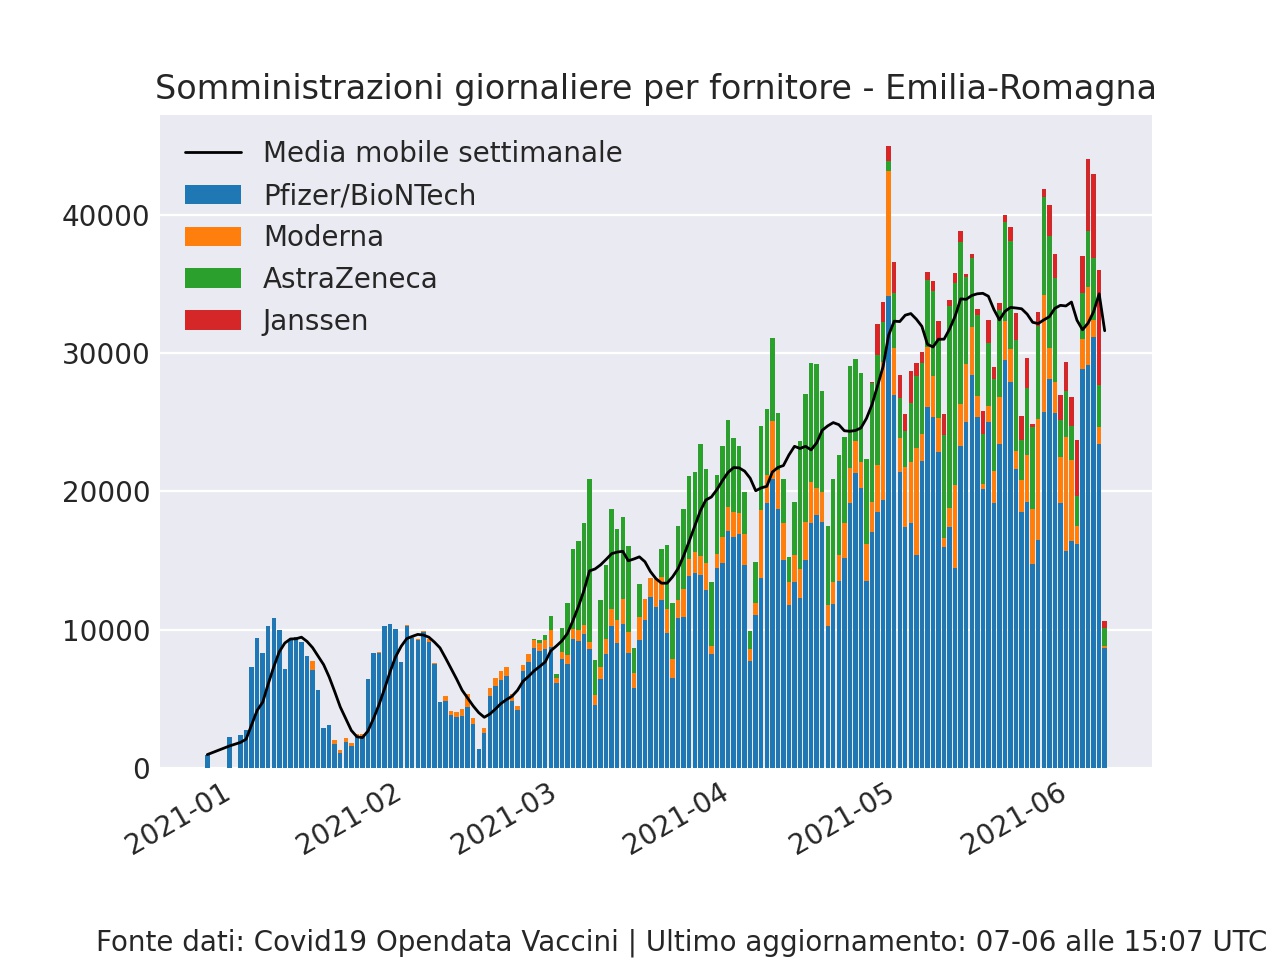 Somministrazioni giornaliere per fornitore - Emilia-Romagna
Media mobile settimanale
Pfizer/BioNTech
Moderna
AstraZeneca
Janssen
40000
30000
20000
10000
0
2021-01
2021-02
2021-03
2021-04
2021-05
2021-06
Fonte dati: Covid19 Opendata Vaccini | Ultimo aggiornamento: 07-06 alle 15:07 UTC